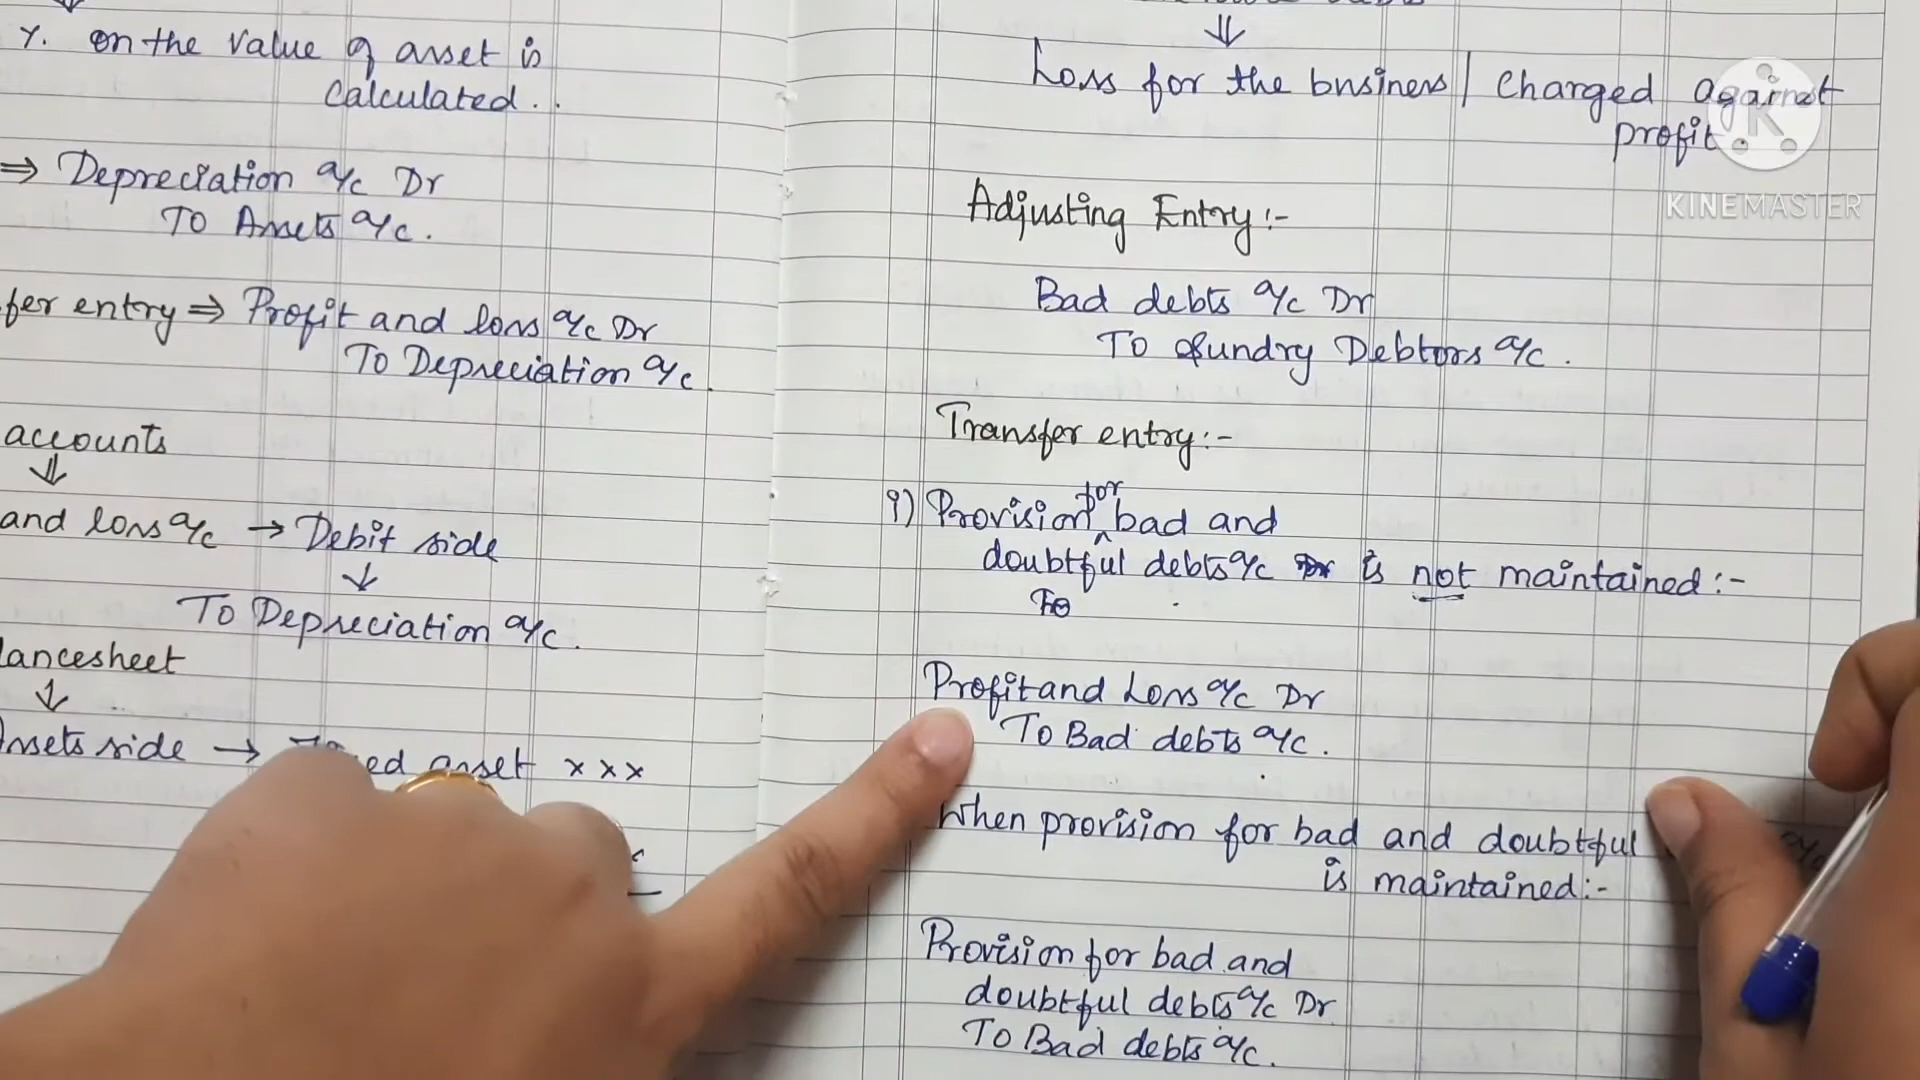 %. on the value of asset is
calculated..
⇒ Depreciation a/c Dr
To Assets a/c.
fer entry ⇒ Profit and loss a/c Dr
To Depreciation a/c.
accounts
⇓
and loss a/c → Debit side
↓
To Depreciation a/c.
lancesheet
↓
Assets side → asset x x x
⇓
Loss for the business / Charged against
profit.
KINEMASTER
Adjusting Entry:-
Bad debts a/c Dr
To Sundry Debtors a/c.
Transfer entry:-
i) Provision for bad and
doubtful debts a/c is not maintained:-
To
Profit and Loss a/c Dr
To Bad debts a/c.
When provision for bad and doubtful
is maintained:-
Provision for bad and
doubtful debts a/c Dr
To Bad debts a/c.